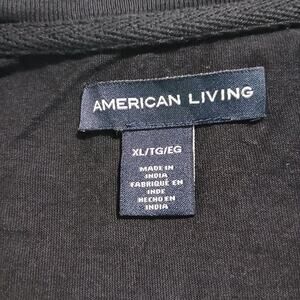 AMERICAN LIVING
XL/TG/EG
MADE IN
INDIA
FABRIQUÉ EN
INDE
HECHO EN
INDIA